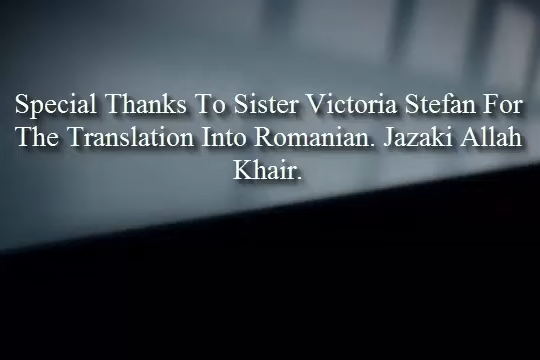 Special Thanks To Sister Victoria Stefan For
The Translation Into Romanian. Jazaki Allah
Khair.